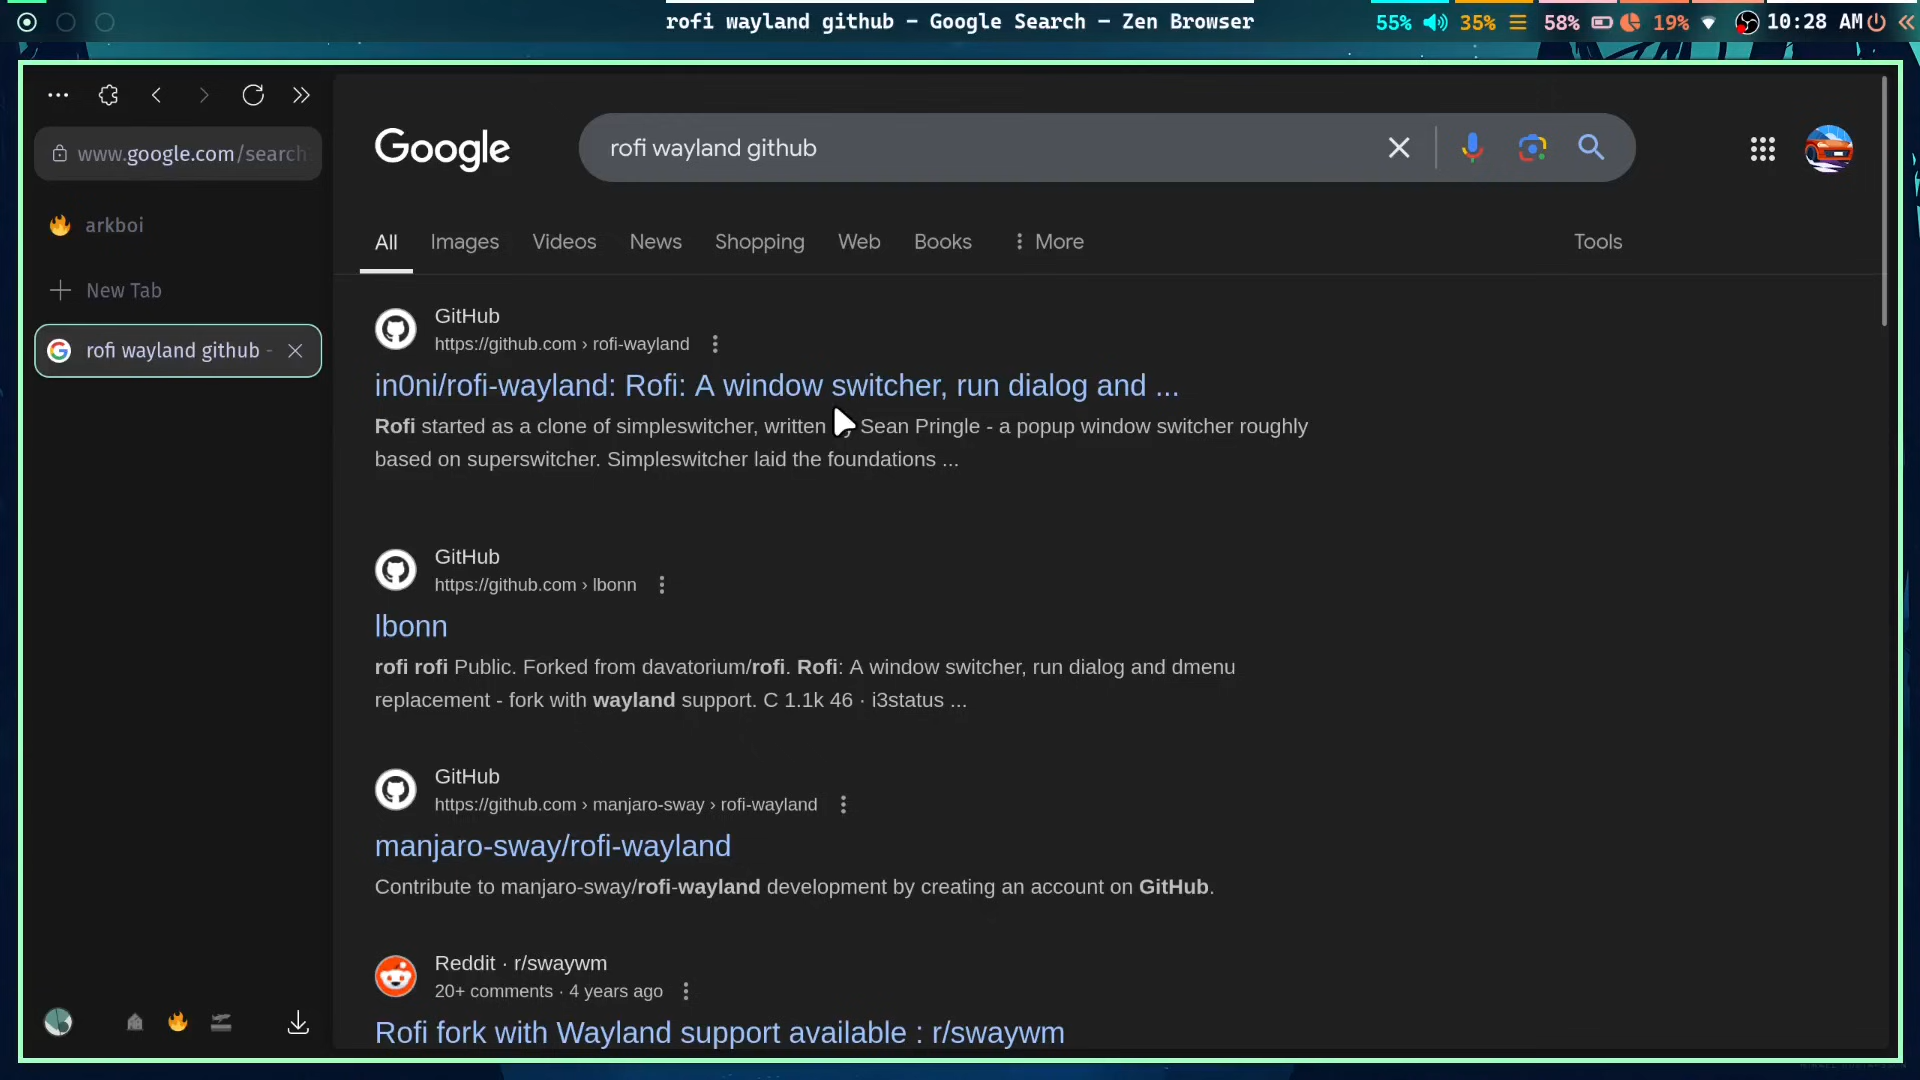 rofi wayland github – Google Search – Zen Browser
55% 35% 58% 19% 10:28 AM
www.google.com/search
arkboi
New Tab
rofi wayland github -
Google
rofi wayland github
All Images Videos News Shopping Web Books More Tools
GitHub
https://github.com › rofi-wayland
in0ni/rofi-wayland: Rofi: A window switcher, run dialog and ...
Rofi started as a clone of simpleswitcher, written by Sean Pringle - a popup window switcher roughly
based on superswitcher. Simpleswitcher laid the foundations ...
GitHub
https://github.com › lbonn
lbonn
rofi rofi Public. Forked from davatorium/rofi. Rofi: A window switcher, run dialog and dmenu
replacement - fork with wayland support. C 1.1k 46 · i3status ...
GitHub
https://github.com › manjaro-sway › rofi-wayland
manjaro-sway/rofi-wayland
Contribute to manjaro-sway/rofi-wayland development by creating an account on GitHub.
Reddit · r/swaywm
20+ comments · 4 years ago
Rofi fork with Wayland support available : r/swaywm